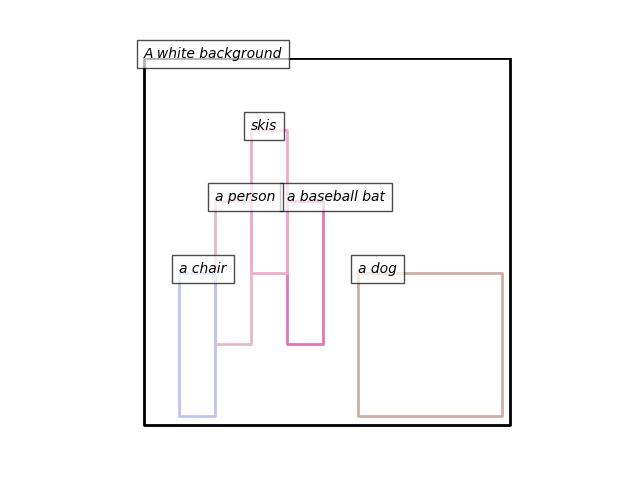 A white background
skis
a person
a baseball bat
a chair
a dog